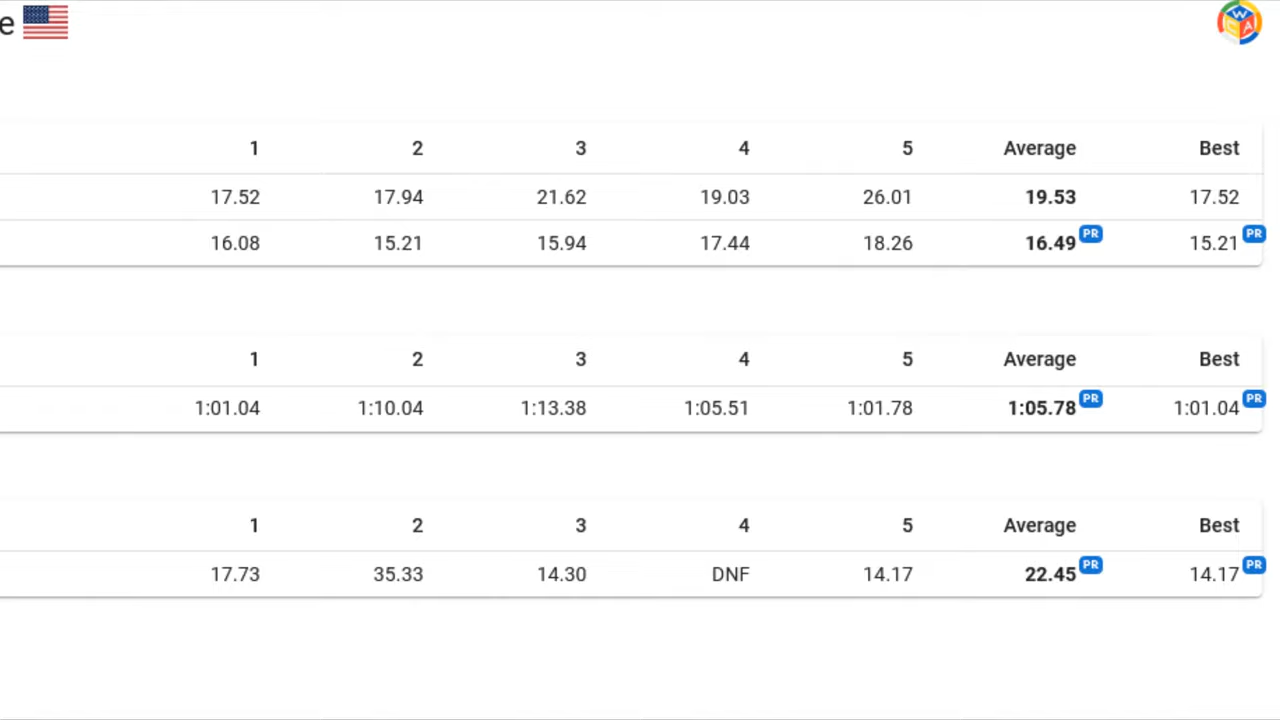 e
1 2 3 4 5 Average Best
17.52 17.94 21.62 19.03 26.01 19.53 17.52
16.08 15.21 15.94 17.44 18.26 16.49 PR 15.21 PR
1 2 3 4 5 Average Best
1:01.04 1:10.04 1:13.38 1:05.51 1:01.78 1:05.78 PR 1:01.04 PR
1 2 3 4 5 Average Best
17.73 35.33 14.30 DNF 14.17 22.45 PR 14.17 PR